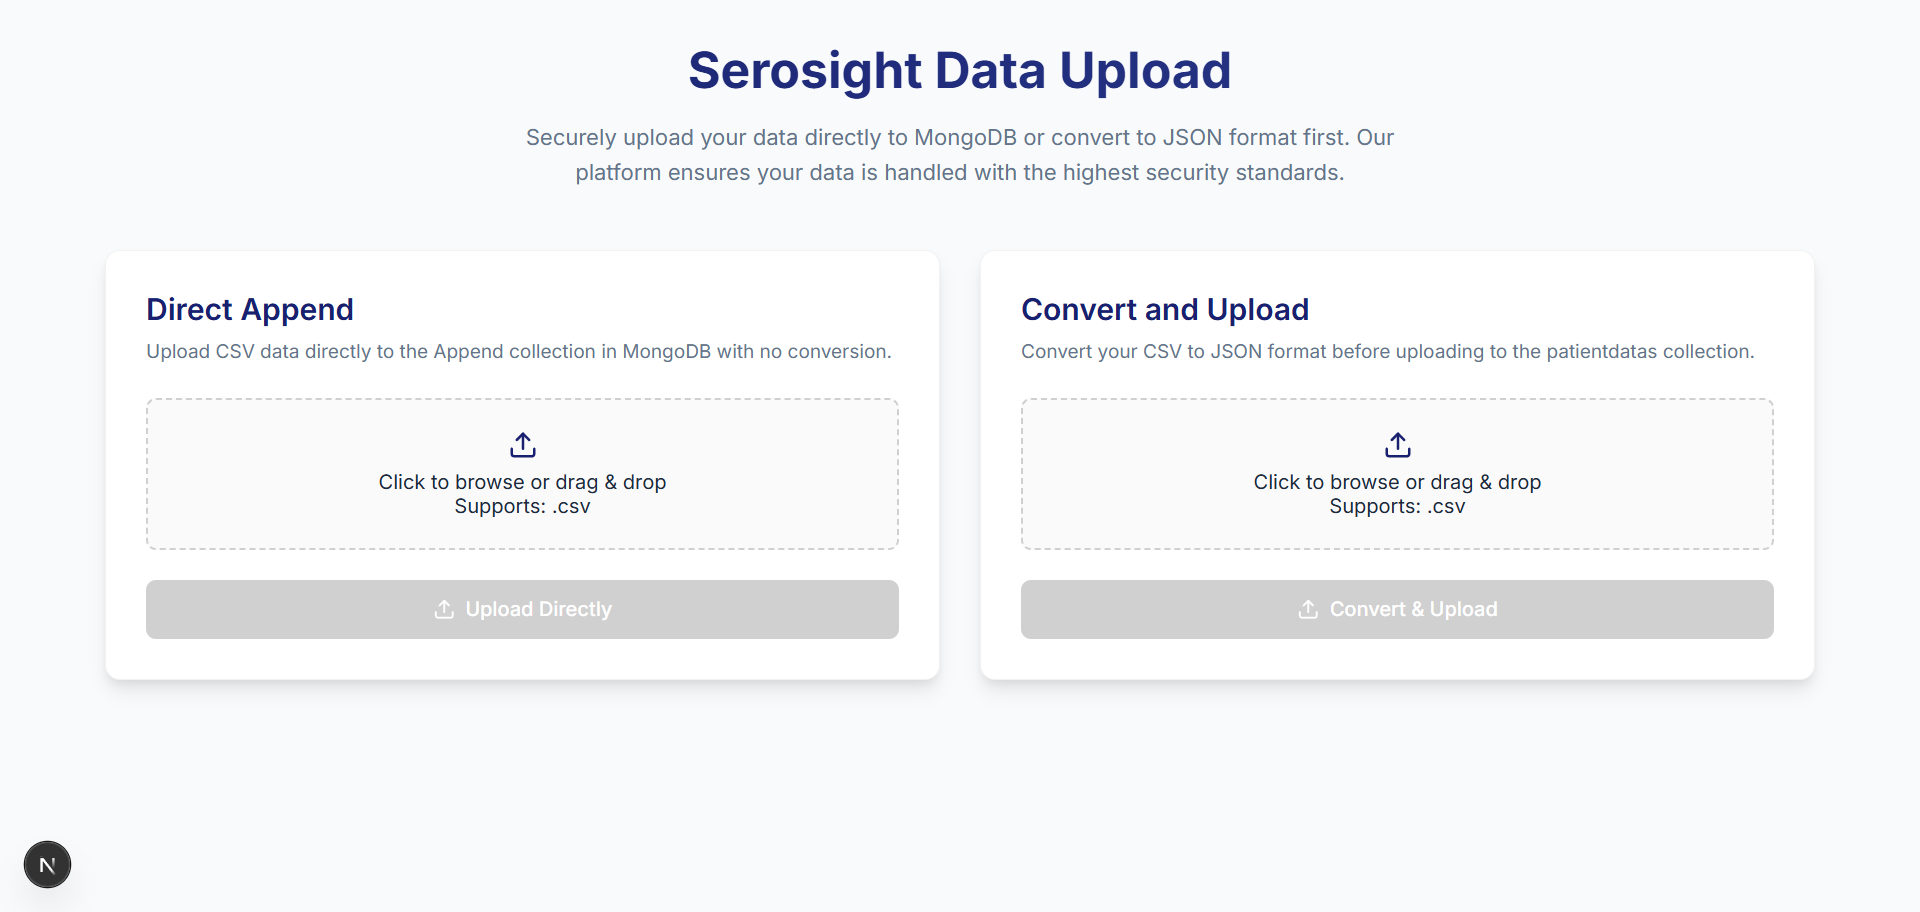 Serosight Data Upload
Securely upload your data directly to MongoDB or convert to JSON format first. Our
platform ensures your data is handled with the highest security standards.
Direct Append
Upload CSV data directly to the Append collection in MongoDB with no conversion.
Click to browse or drag & drop
Supports: .csv
Upload Directly
Convert and Upload
Convert your CSV to JSON format before uploading to the patientdatas collection.
Click to browse or drag & drop
Supports: .csv
Convert & Upload
N